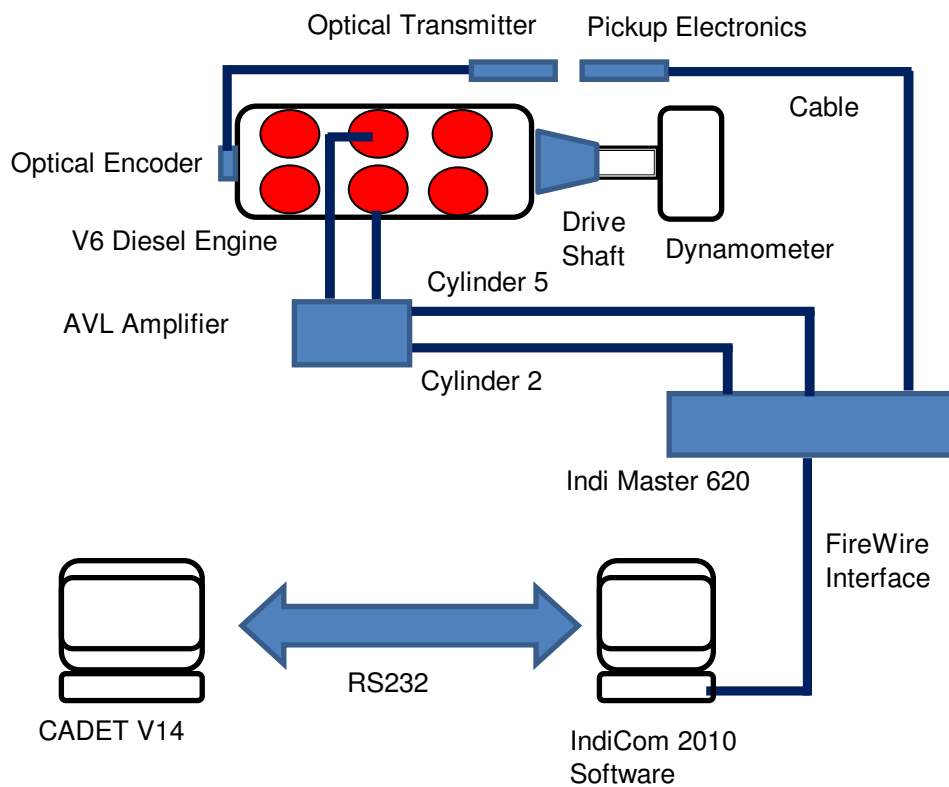 Optical Transmitter
Pickup Electronics
Cable
Optical Encoder
V6 Diesel Engine
Drive
Shaft
Dynamometer
Cylinder 5
AVL Amplifier
Cylinder 2
Indi Master 620
FireWire
Interface
RS232
CADET V14
IndiCom 2010
Software